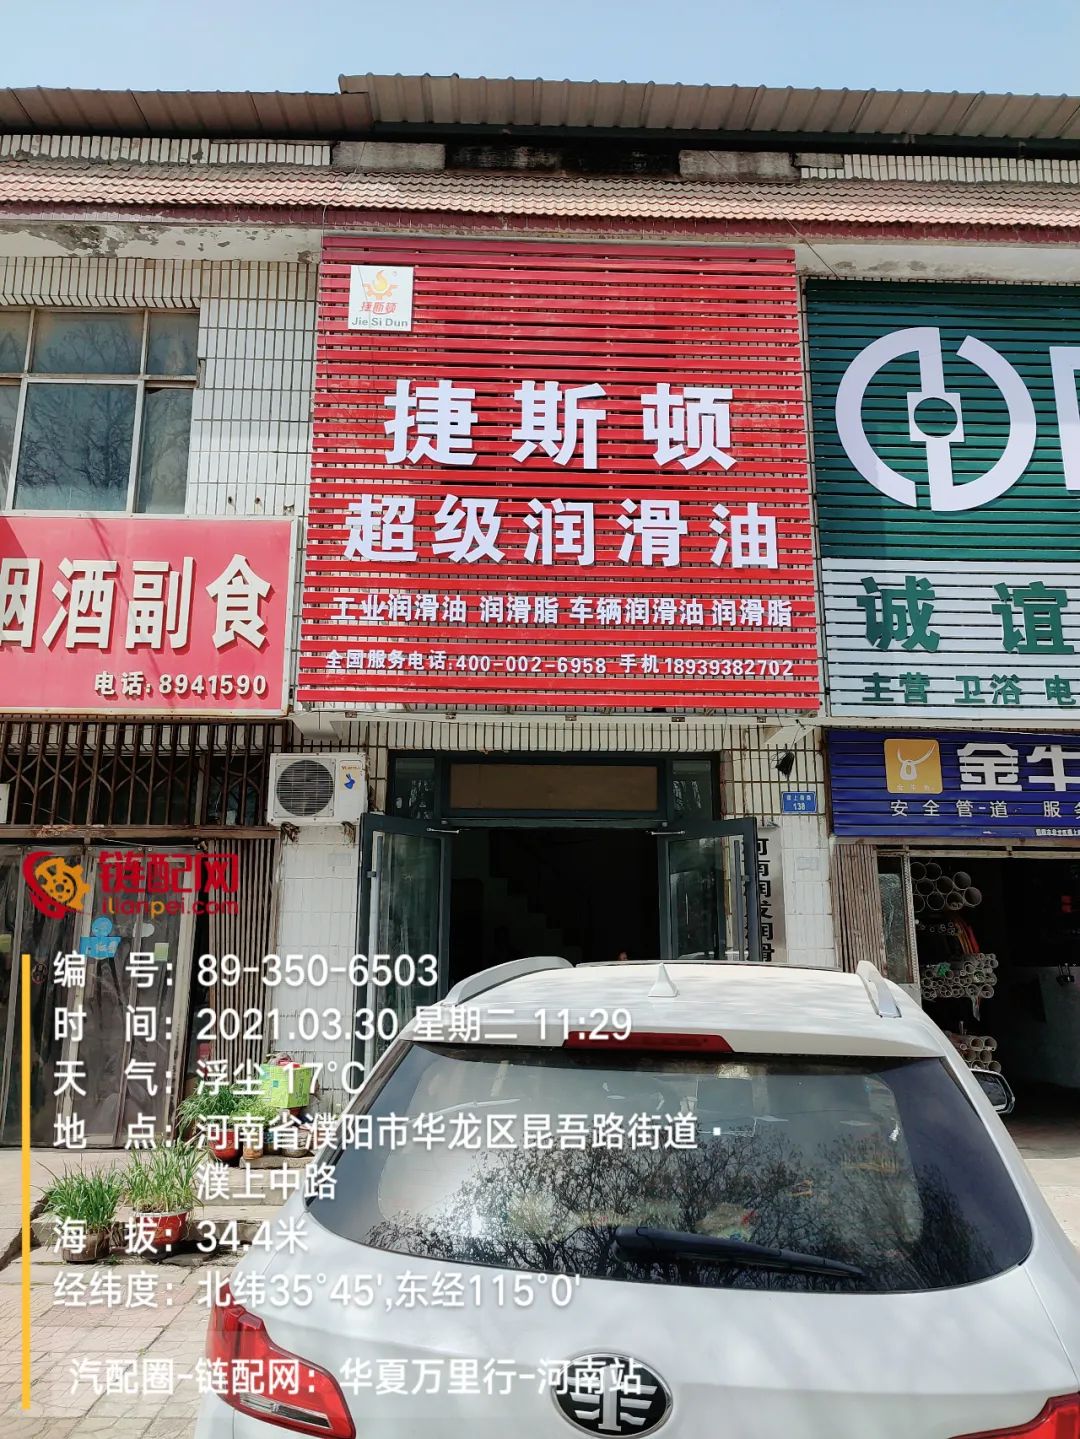 捷斯顿
Jie Si Dun
捷斯顿
超级润滑油
工业润滑油 润滑脂 车辆润滑油 润滑脂
全国服务电话:400-002-6958 手机18939382702
烟酒副食
电话:8941590
诚谊
主营 卫浴 电
金牛
安全管道 服务
138
链配网
ilianpei.com
编 号: 89-350-6503
时 间: 2021.03.30 星期二 11:29
天 气: 浮尘 17℃
地 点: 河南省濮阳市华龙区昆吾路街道·
濮上中路
海 拔: 34.4米
经纬度: 北纬35°45',东经115°0'
汽配圈-链配网: 华夏万里行-河南站